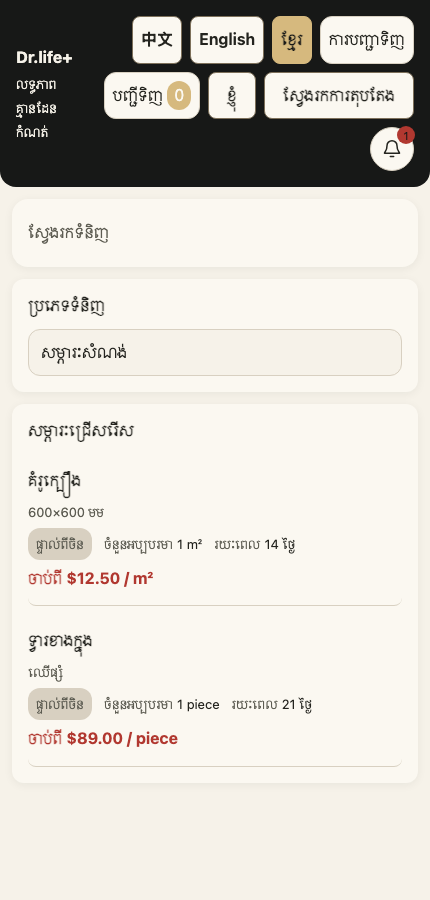 Dr.life+
លទ្ធភាព
គ្មានដែន
កំណត់
中文
English
ខ្មែរ
ការបញ្ជាទិញ
បញ្ជីទិញ 0
ខ្ញុំ
ស្វែងរកការតុបតែង
1
ស្វែងរកទំនិញ
ប្រភេទទំនិញ
សម្ភារៈសំណង់
សម្ភារៈជ្រើសរើស
គំរូក្បឿង
600×600 មម
ផ្ទាល់ពីចិន ចំនួនអប្បបរមា 1 m² រយៈពេល 14 ថ្ងៃ
ចាប់ពី $12.50 / m²
ទ្វារខាងក្នុង
ឈើផ្សំ
ផ្ទាល់ពីចិន ចំនួនអប្បបរមា 1 piece រយៈពេល 21 ថ្ងៃ
ចាប់ពី $89.00 / piece